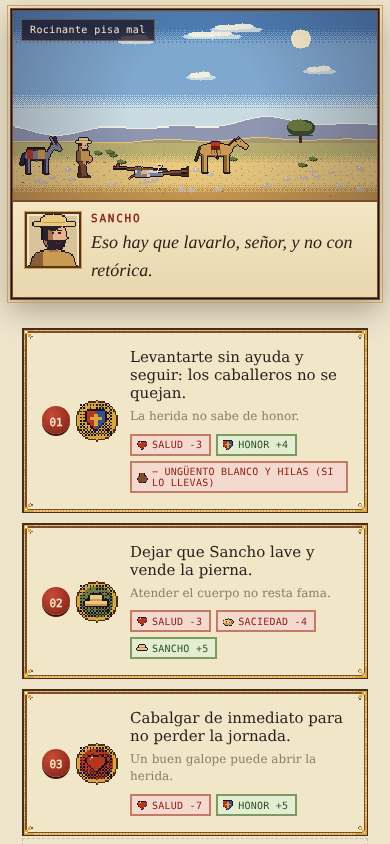 Rocinante pisa mal
SANCHO
Eso hay que lavarlo, señor, y no con
retórica.
01
Levantarte sin ayuda y
seguir: los caballeros no se
quejan.
La herida no sabe de honor.
SALUD -3
HONOR +4
− UNGÜENTO BLANCO Y HILAS (SI
LO LLEVAS)
02
Dejar que Sancho lave y
vende la pierna.
Atender el cuerpo no resta fama.
SALUD -3
SACIEDAD -4
SANCHO +5
03
Cabalgar de inmediato para
no perder la jornada.
Un buen galope puede abrir la
herida.
SALUD -7
HONOR +5